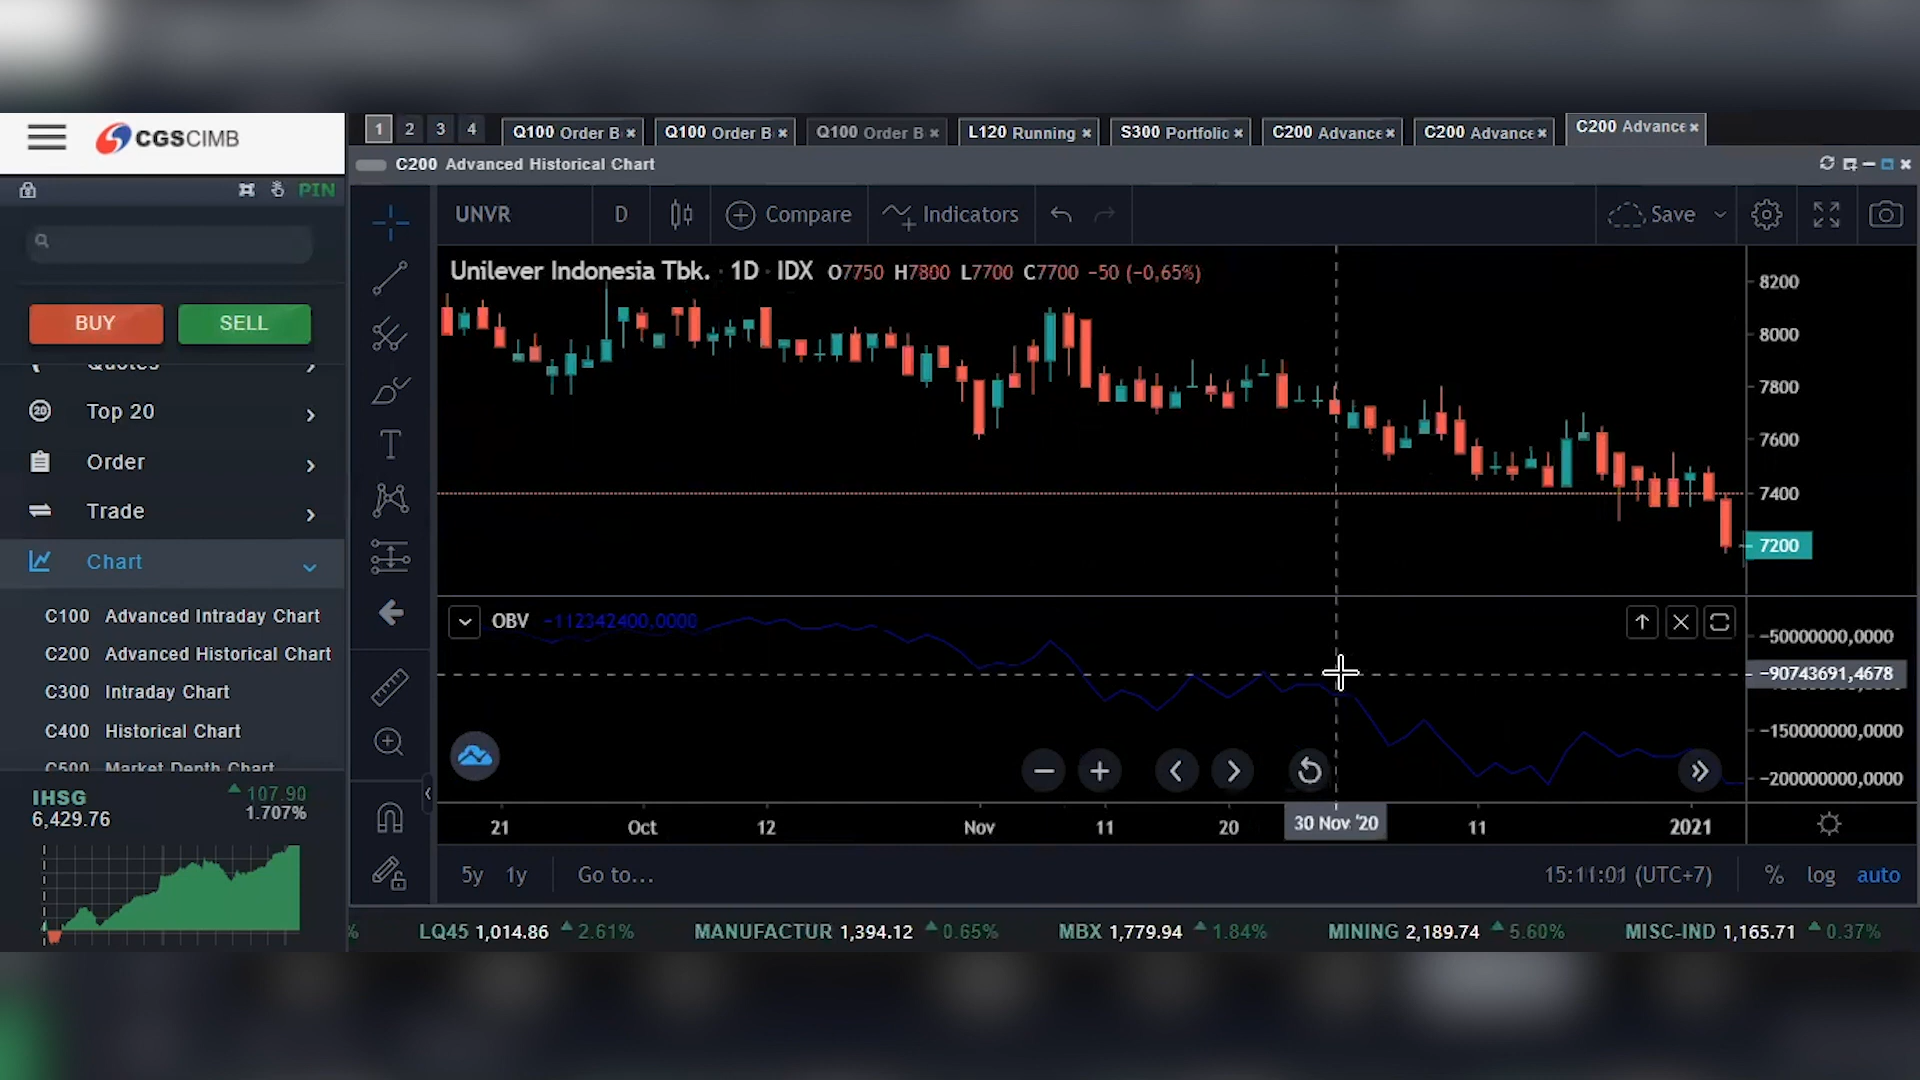 CGSCIMB
1 2 3 4
Q100 Order B × Q100 Order B × Q100 Order B × L120 Running × S300 Portfolio × C200 Advance × C200 Advance × C200 Advance ×
C200 Advanced Historical Chart
PIN
UNVR D Compare Indicators Save
BUY SELL
Quotes
Top 20
Order
Trade
Chart
C100 Advanced Intraday Chart
C200 Advanced Historical Chart
C300 Intraday Chart
C400 Historical Chart
C500 Market Depth Chart
IHSG 107.90
6,429.76 1.707%
Unilever Indonesia Tbk. · 1D · IDX O7750 H7800 L7700 C7700 −50 (−0,65%)
8200
8000
7800
7600
7400
7200
OBV −112342400,0000
−50000000,0000
−90743691,4678
−150000000,0000
−200000000,0000
21 Oct 12 Nov 11 20 30 Nov '20 11 2021
5y 1y Go to... 15:11:01 (UTC+7) % log auto
% LQ45 1,014.86 2.61% MANUFACTUR 1,394.12 0.65% MBX 1,779.94 1.84% MINING 2,189.74 5.60% MISC-IND 1,165.71 0.37%